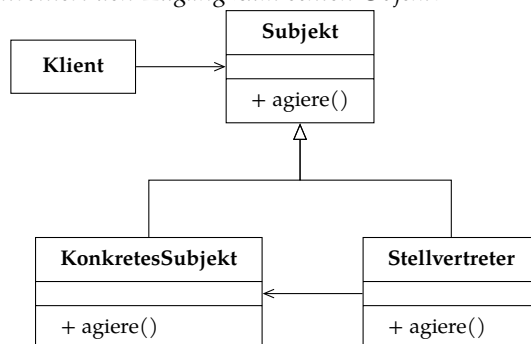 Subjekt
Klient
+ agiere()
KonkretesSubjekt
Stellvertreter
+ agiere()
+ agiere()